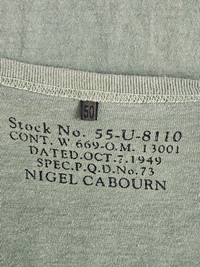 50
Stock No. 55-U-8110
CONT. W 669-O.M. 13001
DATED.OCT.7.1949
SPEC.P.Q.D.No.73
NIGEL CABOURN